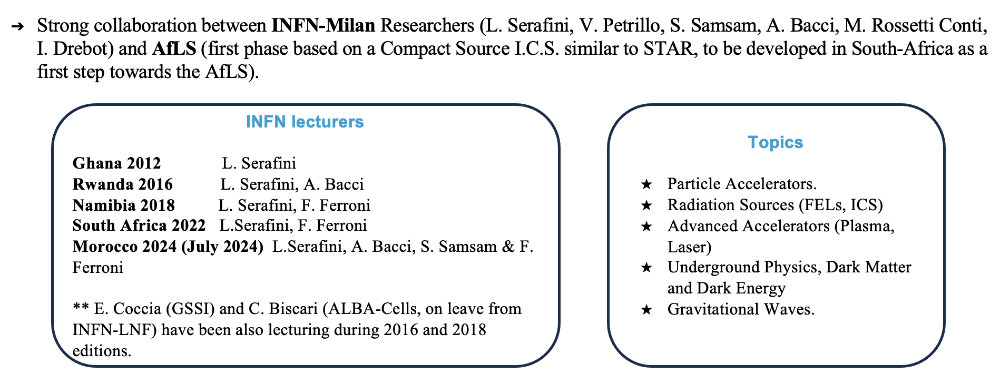 ➔ Strong collaboration between INFN-Milan Researchers (L. Serafini, V. Petrillo, S. Samsam, A. Bacci, M. Rossetti Conti,
I. Drebot) and AfLS (first phase based on a Compact Source I.C.S. similar to STAR, to be developed in South-Africa as a
first step towards the AfLS).
INFN lecturers
Ghana 2012 L. Serafini
Rwanda 2016 L. Serafini, A. Bacci
Namibia 2018 L. Serafini, F. Ferroni
South Africa 2022 L.Serafini, F. Ferroni
Morocco 2024 (July 2024) L.Serafini, A. Bacci, S. Samsam & F.
Ferroni
** E. Coccia (GSSI) and C. Biscari (ALBA-Cells, on leave from
INFN-LNF) have been also lecturing during 2016 and 2018
editions.
Topics
★ Particle Accelerators.
★ Radiation Sources (FELs, ICS)
★ Advanced Accelerators (Plasma,
Laser)
★ Underground Physics, Dark Matter
and Dark Energy
★ Gravitational Waves.